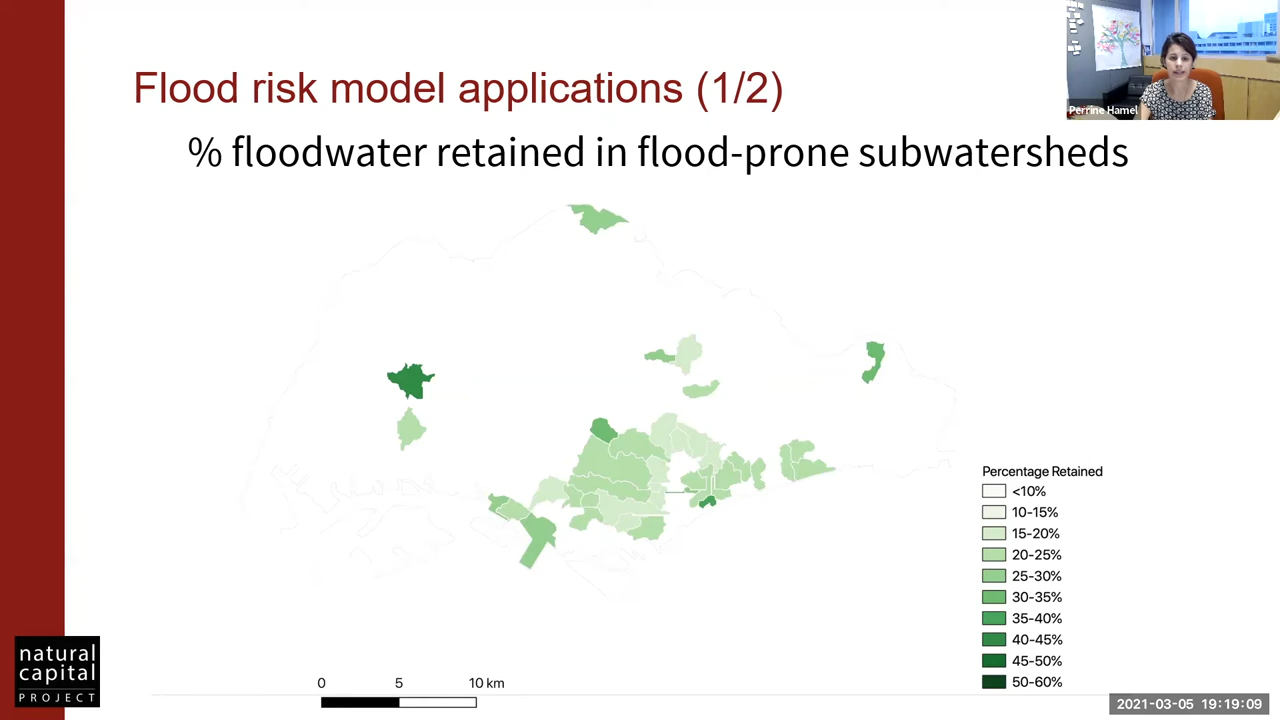 Flood risk model applications (1/2)
Perrine Hamel
% floodwater retained in flood-prone subwatersheds
Percentage Retained
<10%
10-15%
15-20%
20-25%
25-30%
30-35%
35-40%
40-45%
45-50%
50-60%
natural
capital
PROJECT
0 5 10 km
2021-03-05 19:19:09